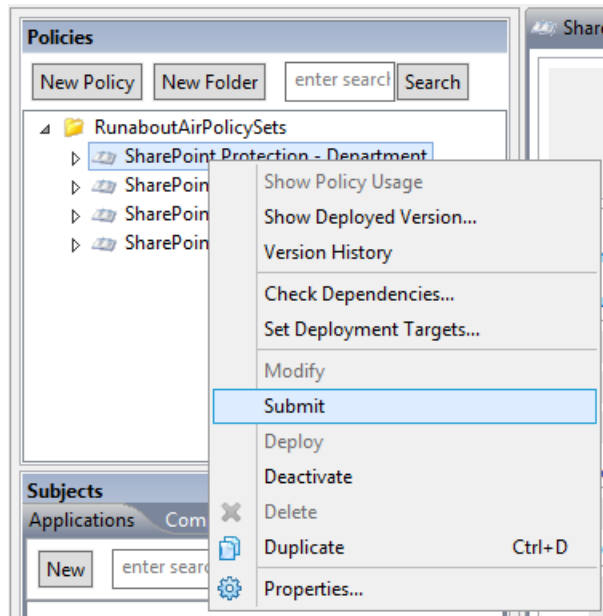 Policies
Share
New Policy New Folder enter search Search
RunaboutAirPolicySets
SharePoint Protection - Department
SharePoin
SharePoin
SharePoin
Show Policy Usage
Show Deployed Version...
Version History
Check Dependencies...
Set Deployment Targets...
Modify
Submit
Deploy
Deactivate
Delete
Duplicate Ctrl+D
Properties...
Subjects
Applications Com
New enter searc